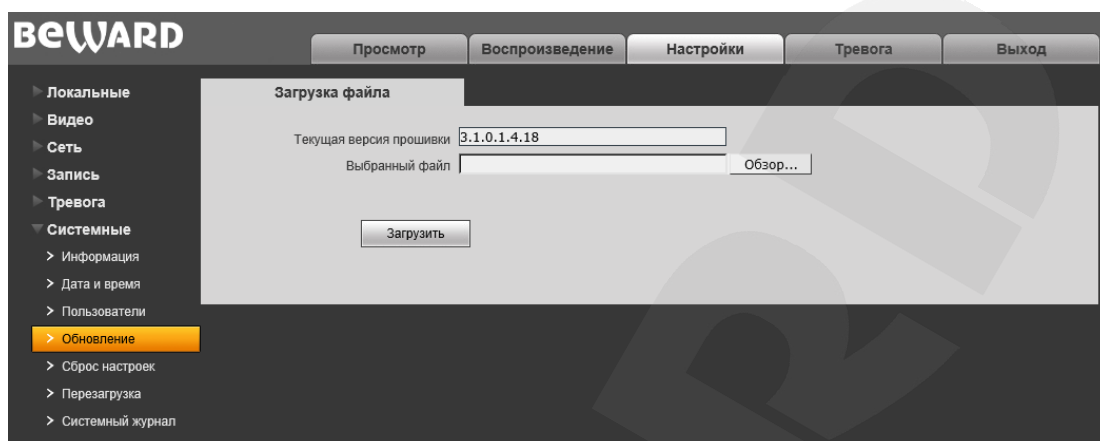 BEWARD
Просмотр
Воспроизведение
Настройки
Тревога
Выход
Локальные
Видео
Сеть
Запись
Тревога
Системные
Информация
Дата и время
Пользователи
Обновление
Сброс настроек
Перезагрузка
Системный журнал
Загрузка файла
Текущая версия прошивки 3.1.0.1.4.18
Выбранный файл Обзор...
Загрузить